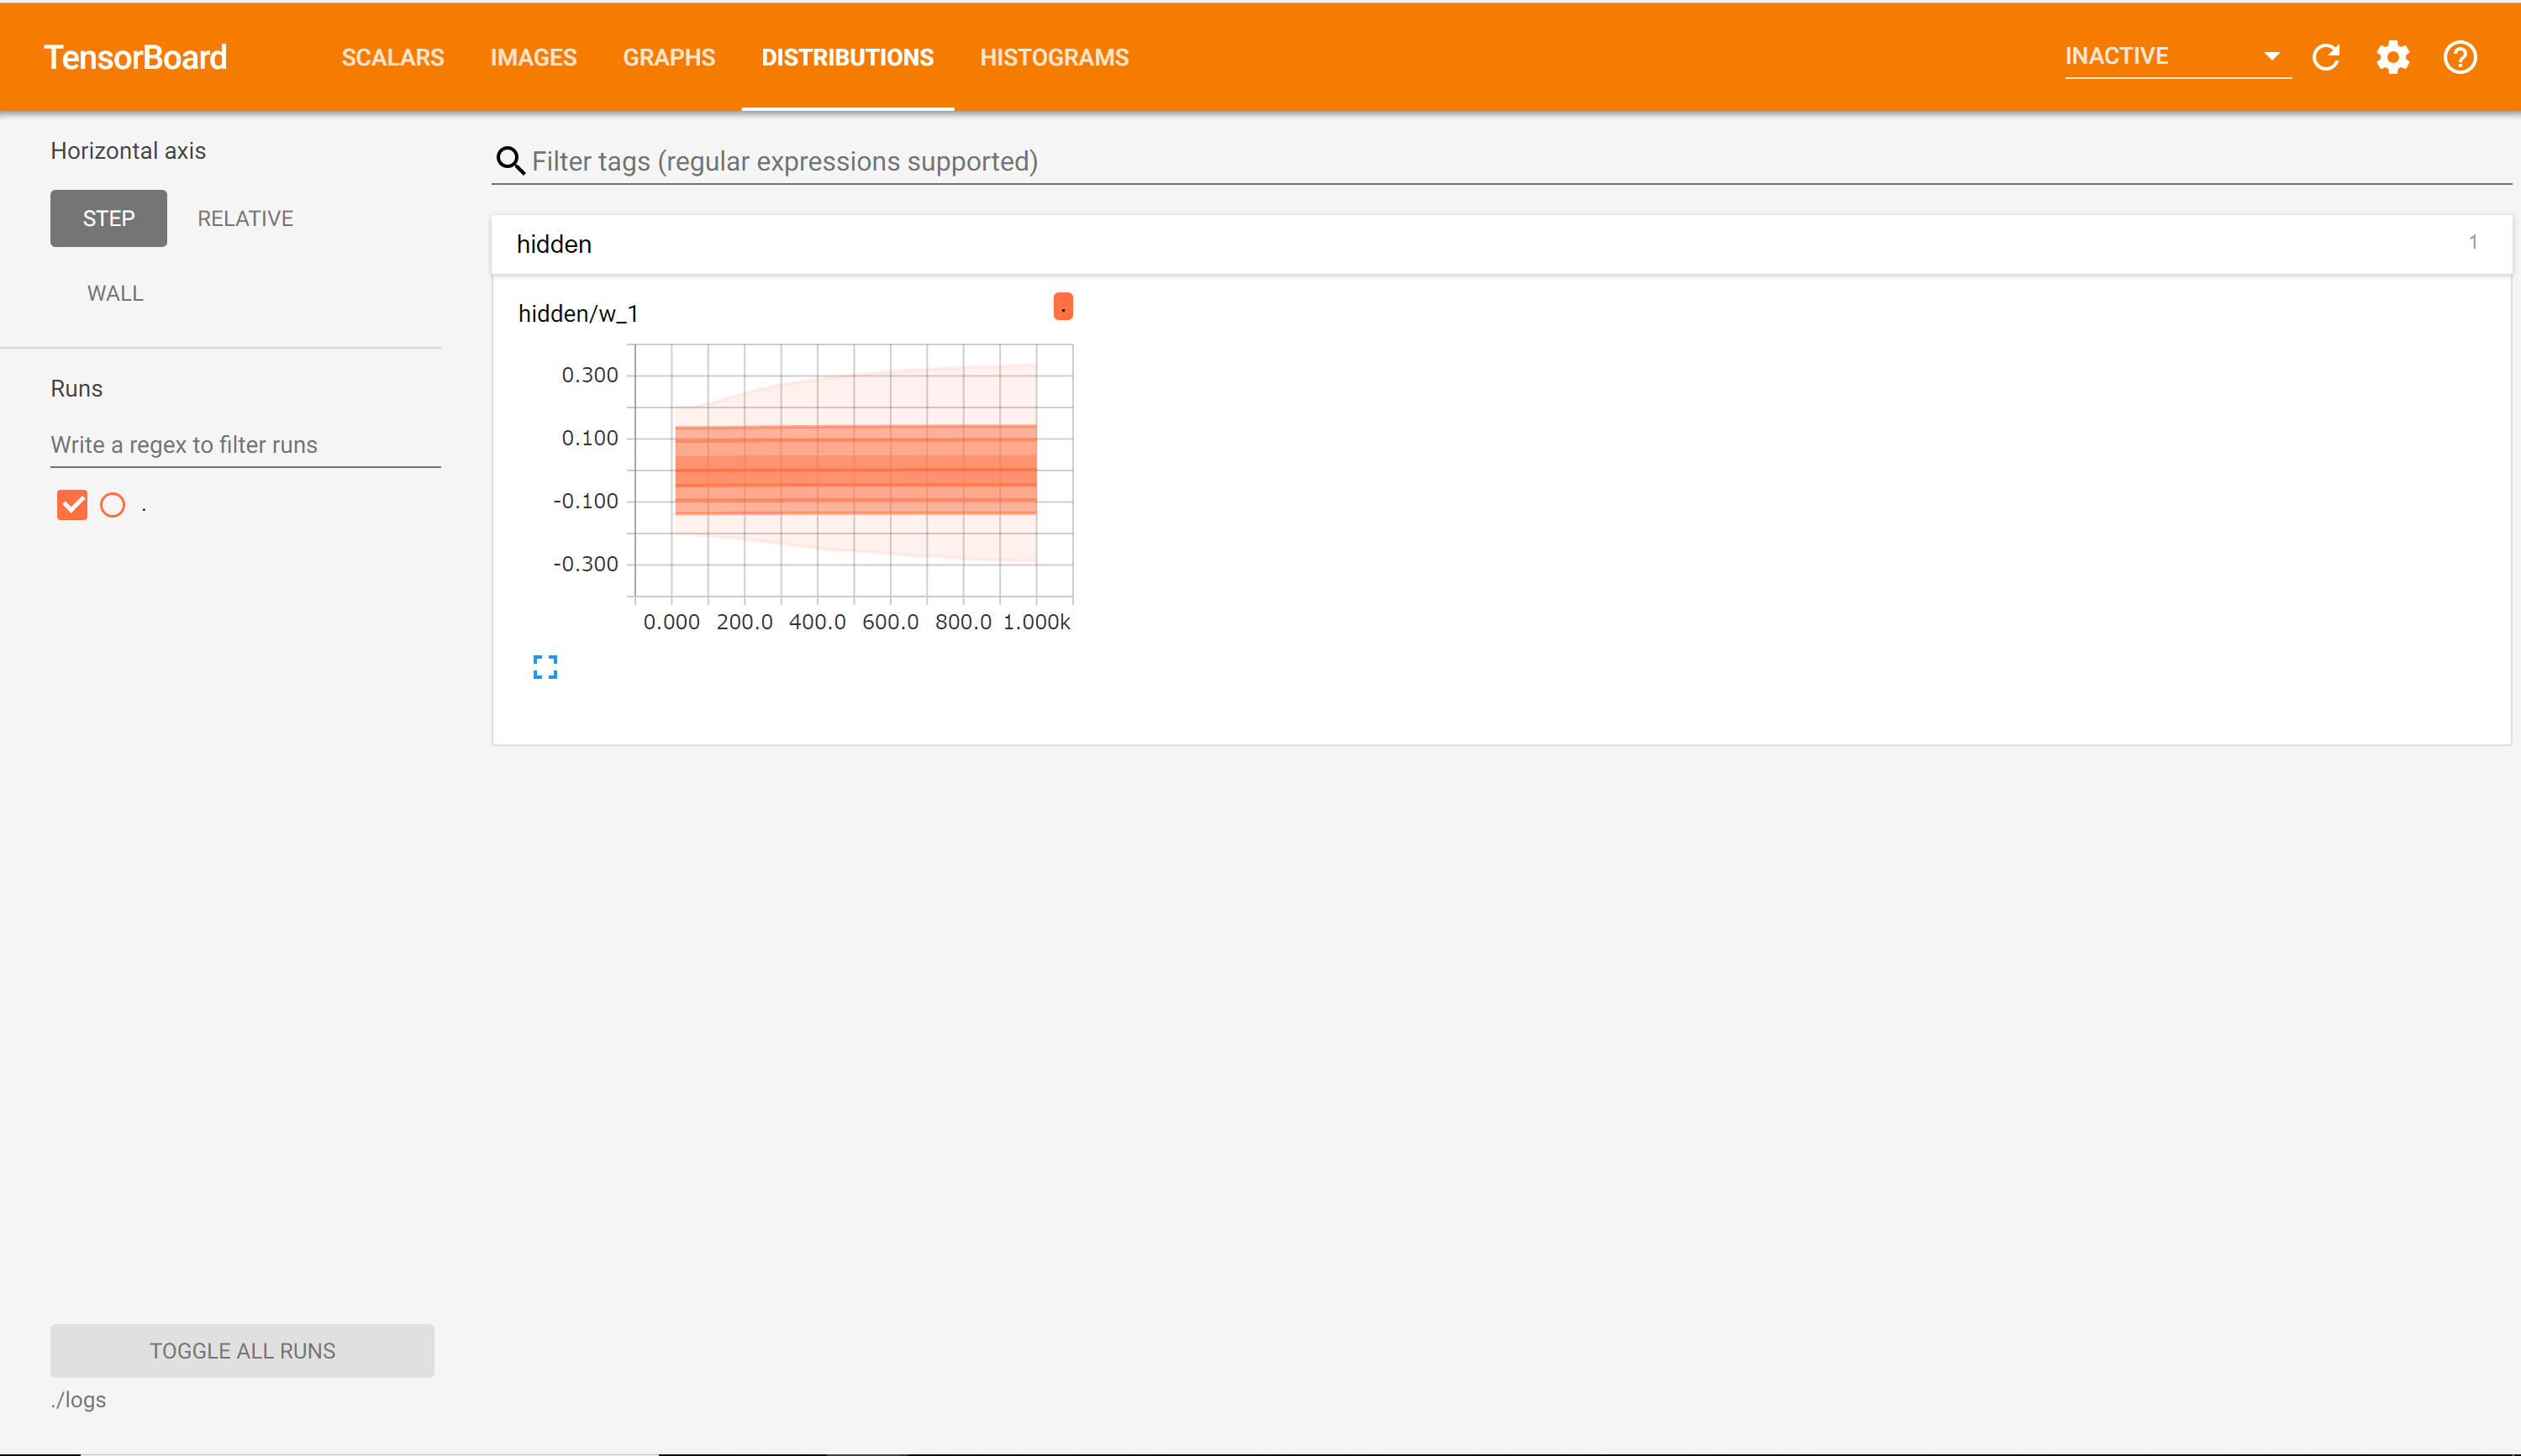 TensorBoard SCALARS IMAGES GRAPHS DISTRIBUTIONS HISTOGRAMS INACTIVE
Horizontal axis
STEP RELATIVE
WALL
Runs
Write a regex to filter runs
.
TOGGLE ALL RUNS
./logs
Filter tags (regular expressions supported)
hidden 1
hidden/w_1 .
0.300
0.100
-0.100
-0.300
0.000 200.0 400.0 600.0 800.0 1.000k